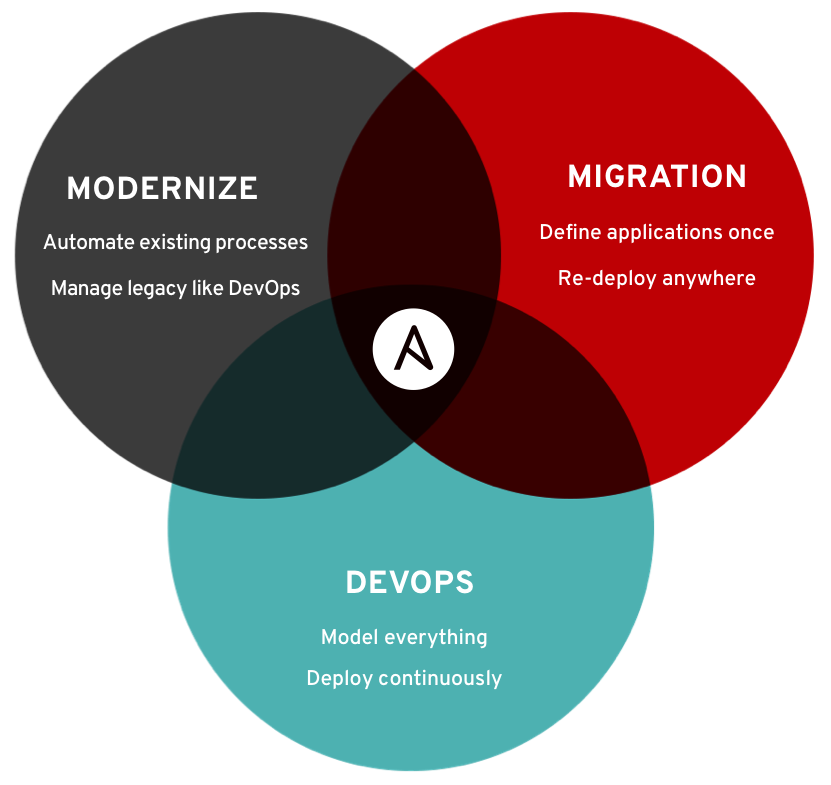 MODERNIZE
Automate existing processes
Manage legacy like DevOps
MIGRATION
Define applications once
Re-deploy anywhere
DEVOPS
Model everything
Deploy continuously